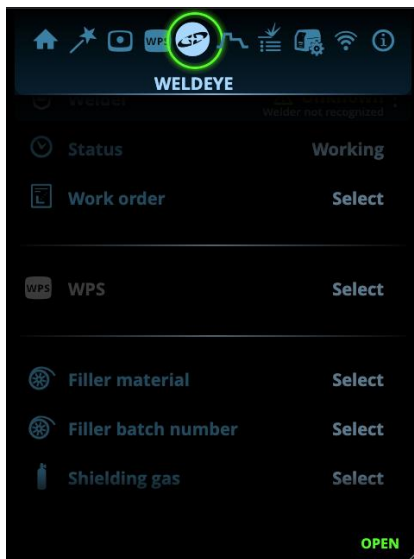 WPS
WELDEYE
Welder
Welder not recognized
Status Working
Work order Select
WPS WPS Select
Filler material Select
Filler batch number Select
Shielding gas Select
OPEN